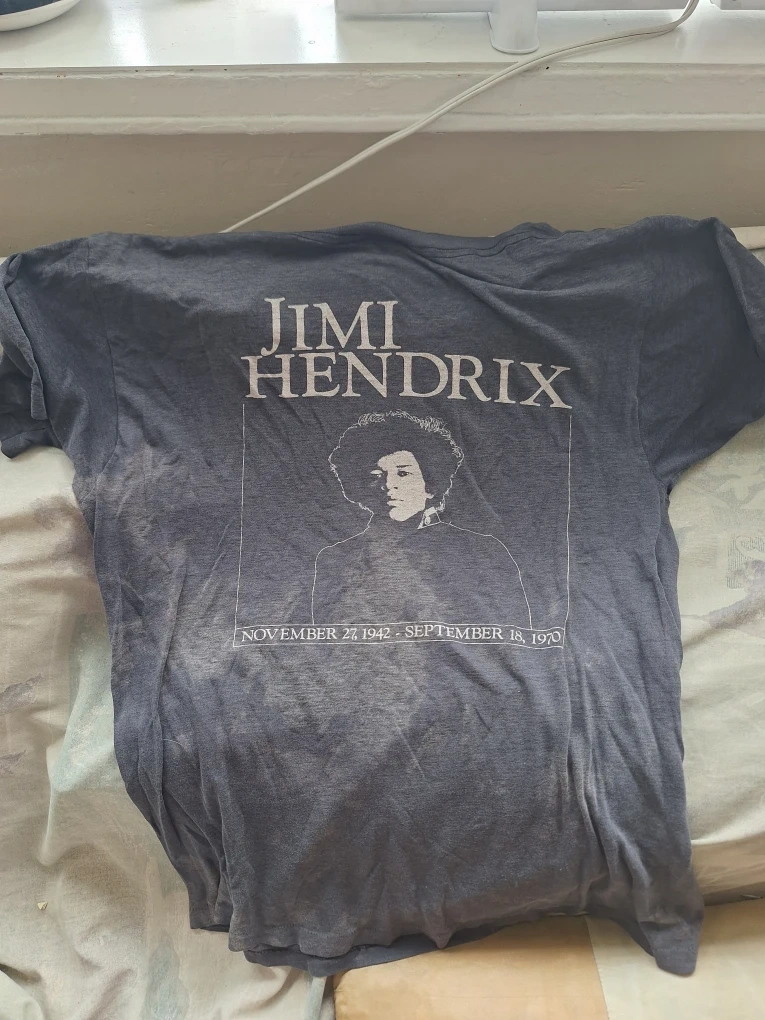 JIMI
HENDRIX
NOVEMBER 27, 1942 - SEPTEMBER 18, 1970